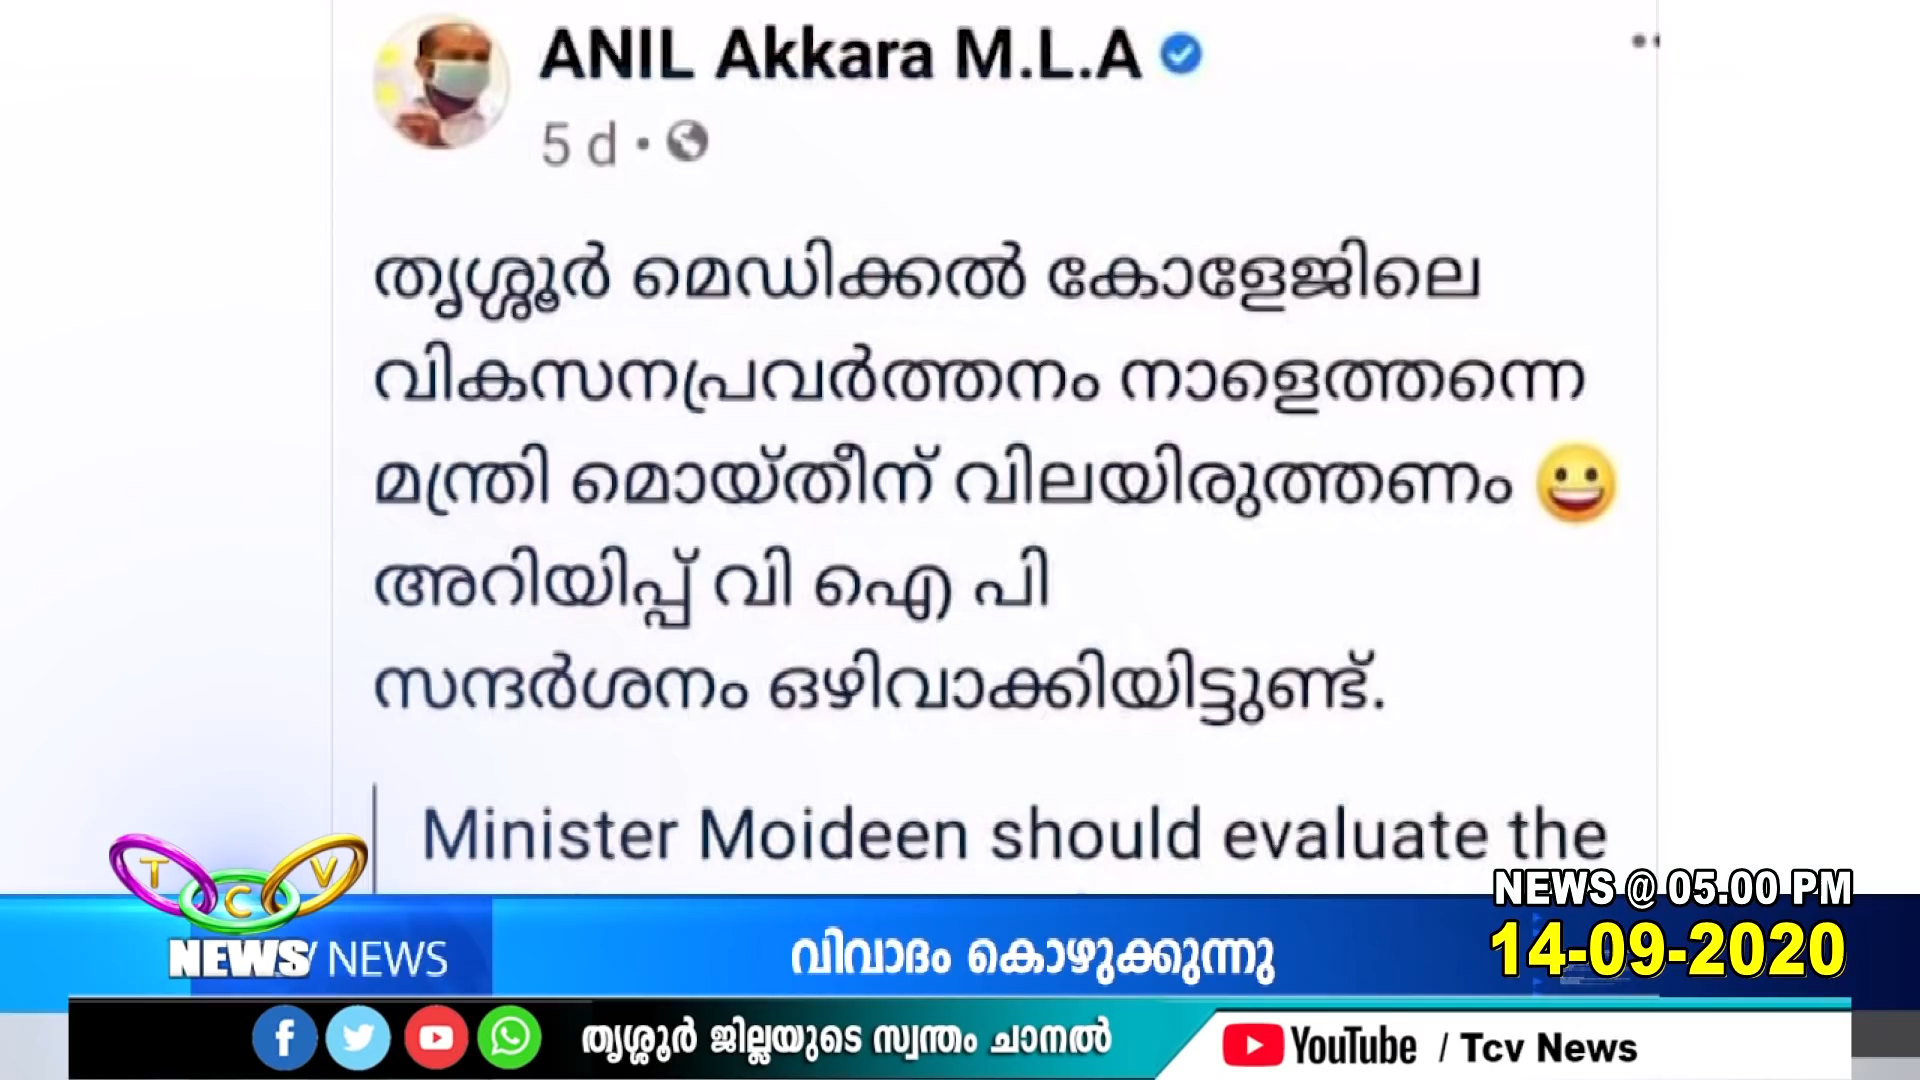 ANIL Akkara M.L.A
5 d •
തൃശ്ശൂർ മെഡിക്കൽ കോളേജിലെ
വികസനപ്രവർത്തനം നാളെത്തന്നെ
മന്ത്രി മൊയ്തീന് വിലയിരുത്തണം 😀
അറിയിപ്പ് വി ഐ പി
സന്ദർശനം ഒഴിവാക്കിയിട്ടുണ്ട്.
Minister Moideen should evaluate the
T C V
NEWS
NEWS
വിവാദം കൊഴുക്കുന്നു
NEWS @ 05.00 PM
14-09-2020
തൃശ്ശൂർ ജില്ലയുടെ സ്വന്തം ചാനൽ
YouTube / Tcv News